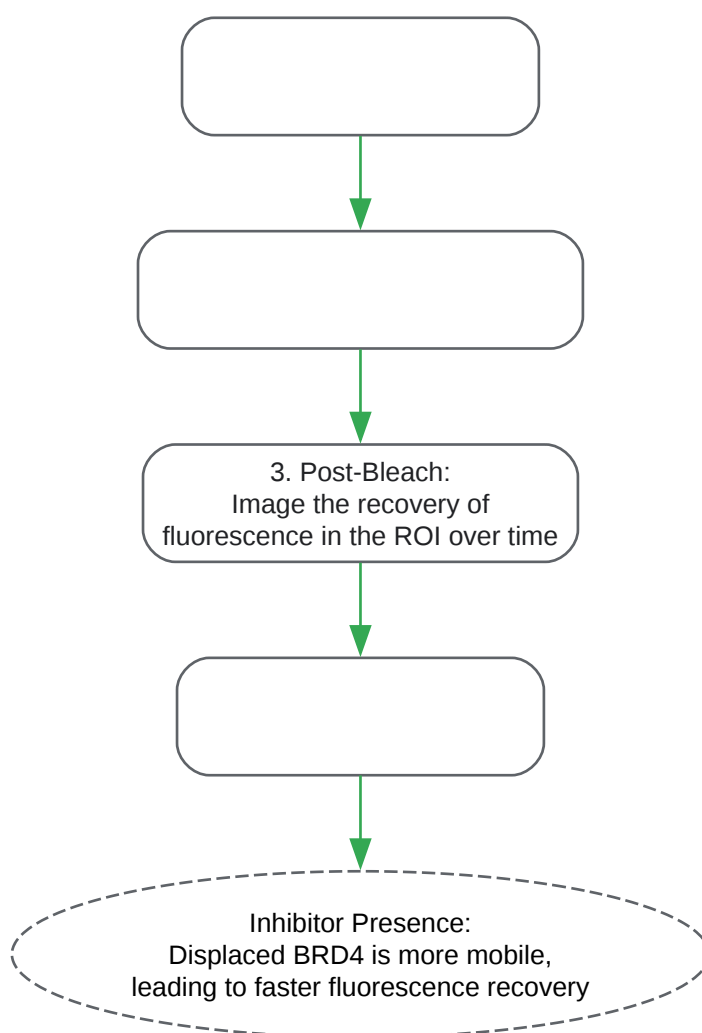 3. Post-Bleach:
Image the recovery of
fluorescence in the ROI over time
Inhibitor Presence:
Displaced BRD4 is more mobile,
leading to faster fluorescence recovery